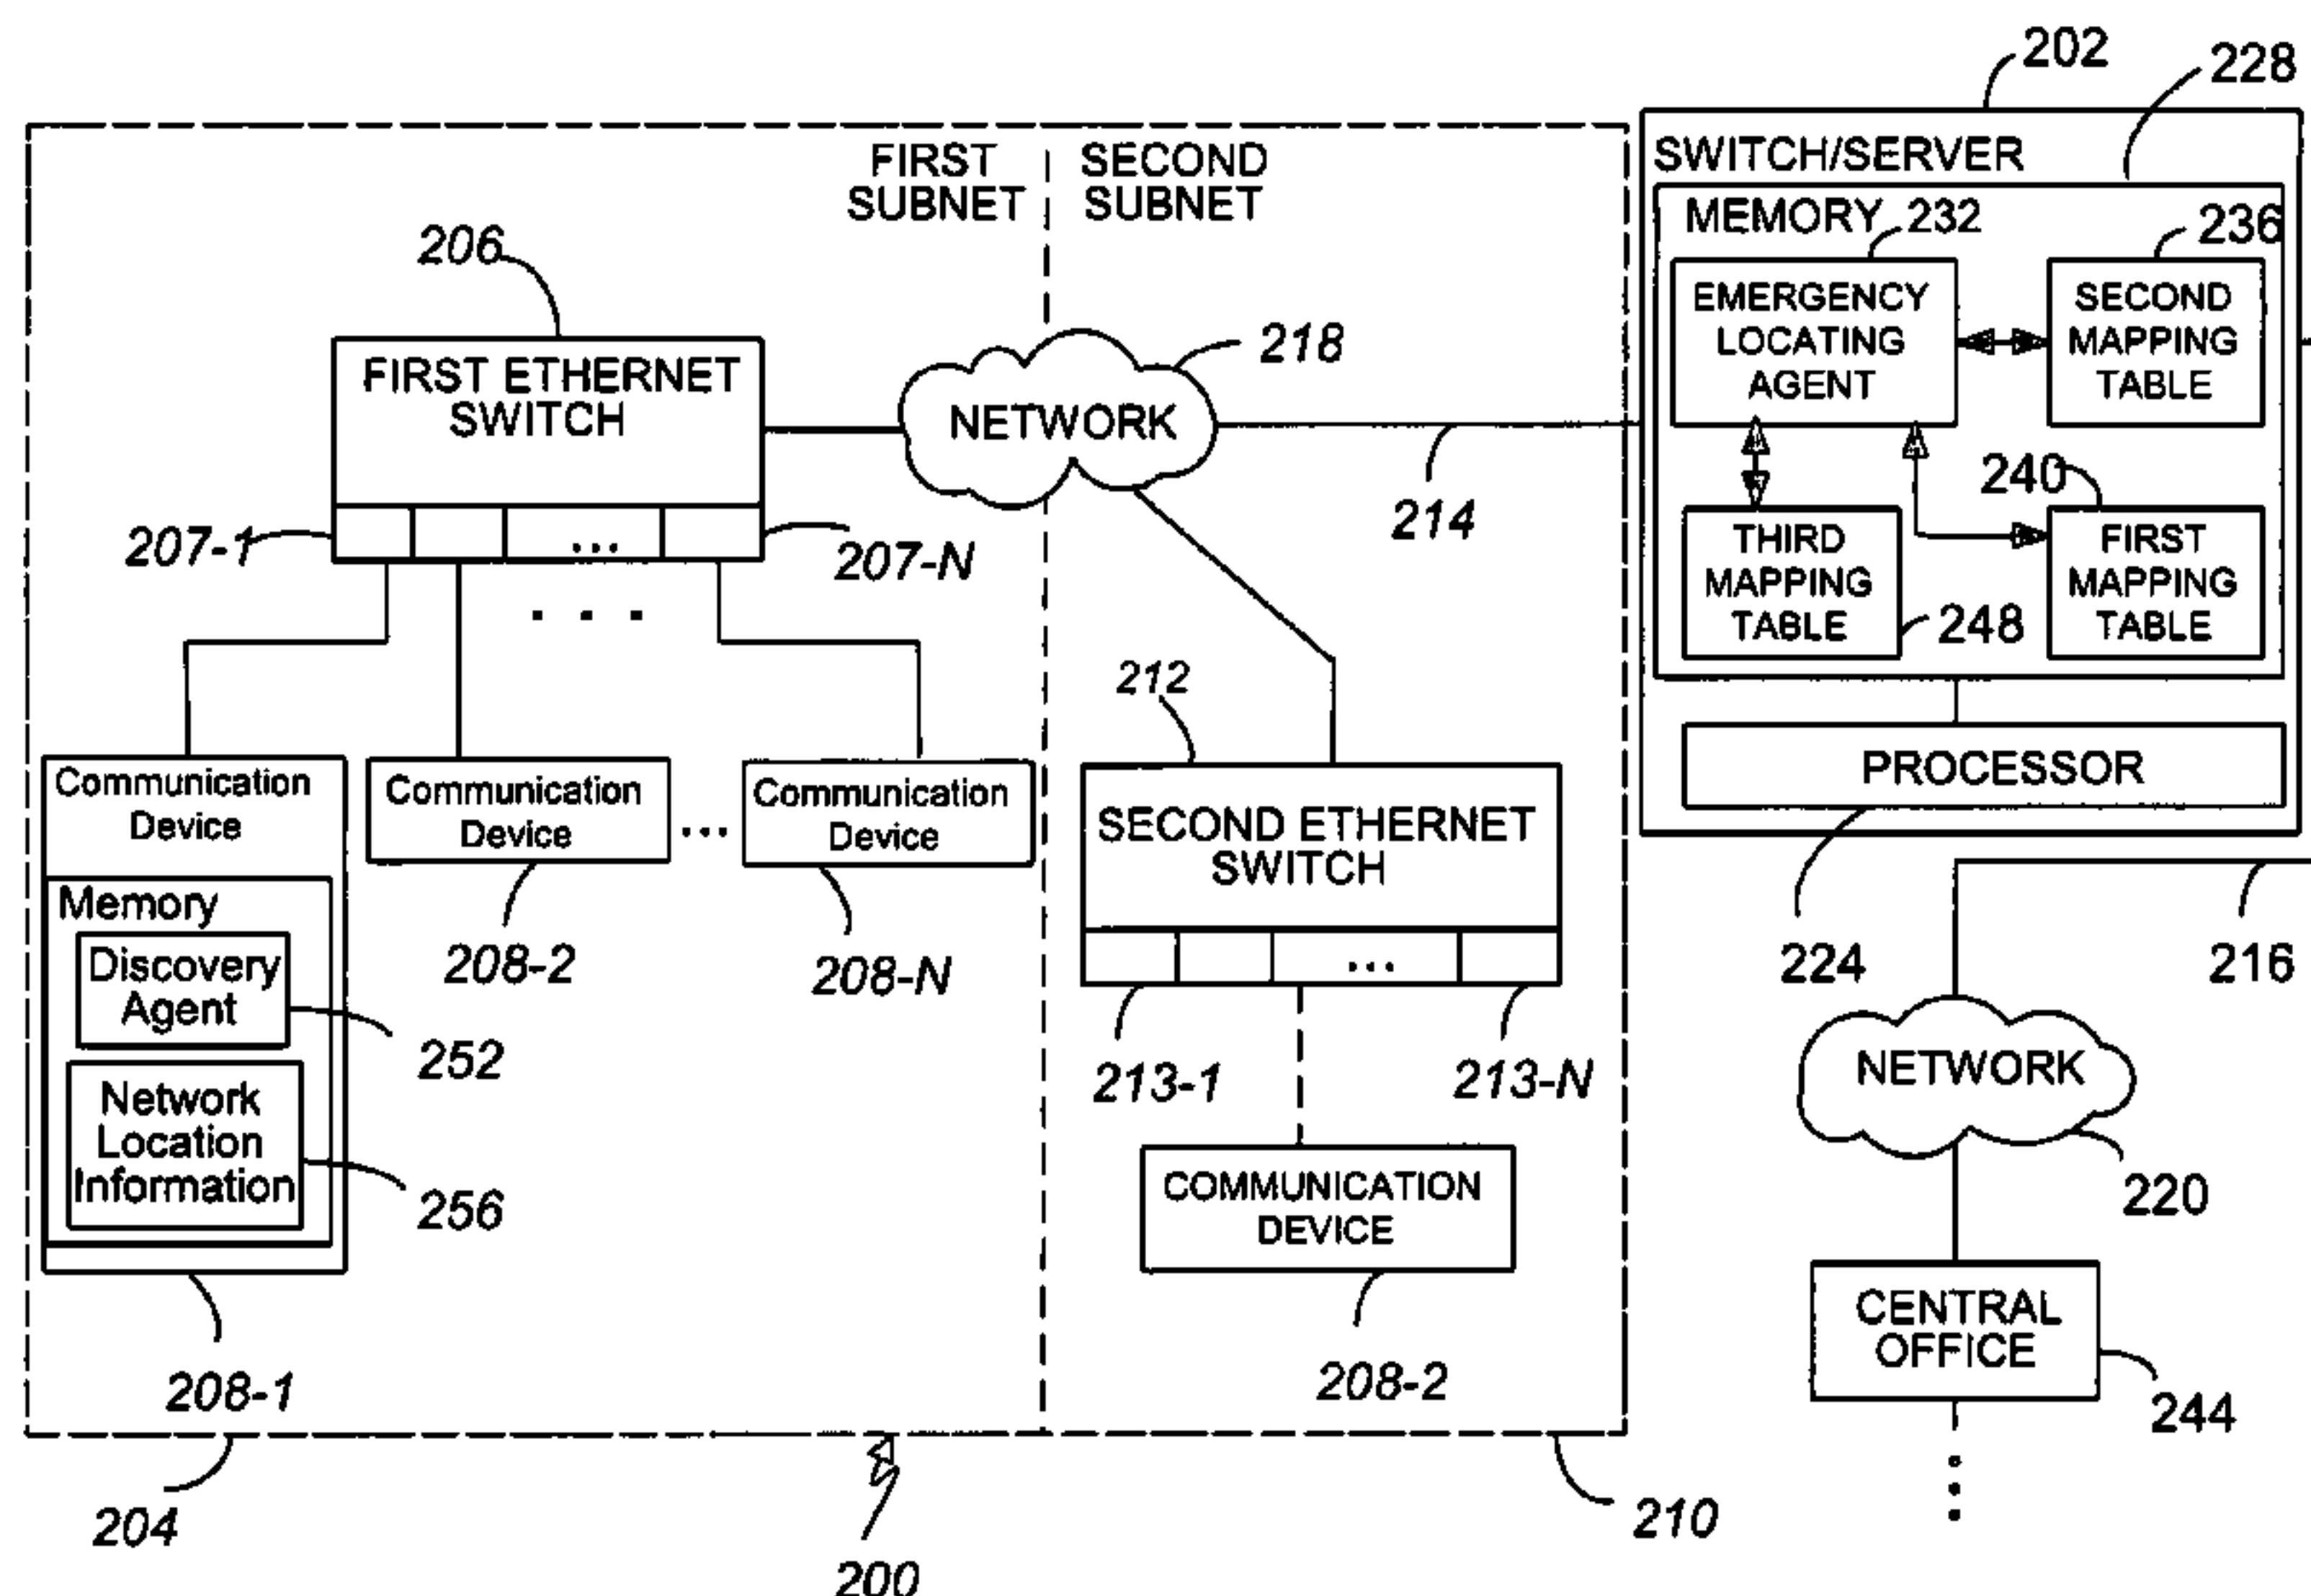 202
228
FIRST
SUBNET
SECOND
SUBNET
SWITCH/SERVER
MEMORY
232
236
206
EMERGENCY
LOCATING
AGENT
SECOND
MAPPING
TABLE
FIRST ETHERNET
SWITCH
218
NETWORK
214
240
207-1
...
207-N
. . .
THIRD
MAPPING
TABLE
248
FIRST
MAPPING
TABLE
212
PROCESSOR
Communication
Device
Communication
Device
...
Communication
Device
SECOND ETHERNET
SWITCH
Memory
Discovery
Agent
208-2
208-N
...
224
216
252
213-1
213-N
NETWORK
Network
Location
Information
256
COMMUNICATION
DEVICE
220
CENTRAL
OFFICE
208-1
208-2
244
204
200
210